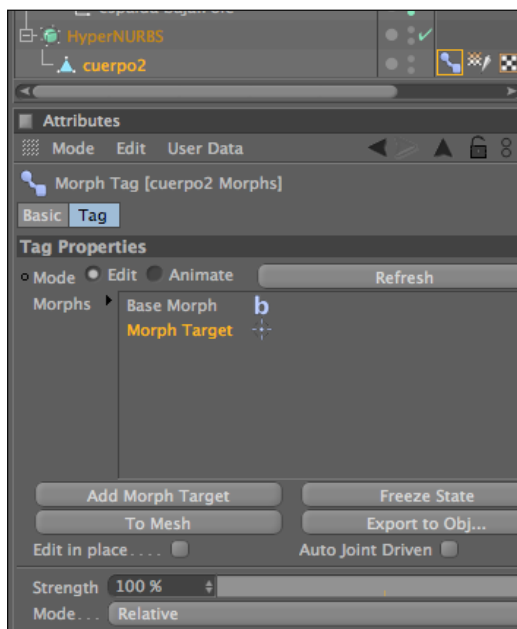 HyperNURBS
cuerpo2
Attributes
Mode Edit User Data
Morph Tag [cuerpo2 Morphs]
Basic Tag
Tag Properties
Mode Edit Animate Refresh
Morphs Base Morph b
Morph Target
Add Morph Target Freeze State
To Mesh Export to Obj...
Edit in place.... Auto Joint Driven
Strength 100 %
Mode... Relative